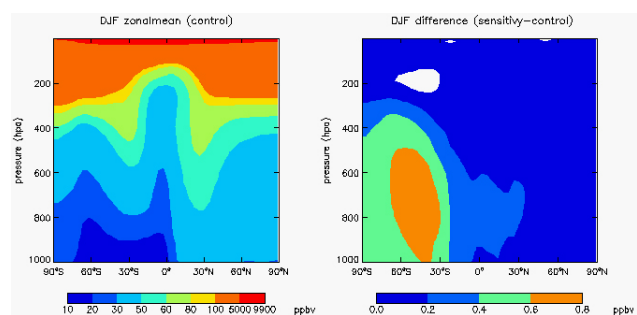 DJF zonalmean (control)
pressure (hpa)
200
400
600
800
1000
90°S 60°S 30°S 0° 30°N 60°N 90°N
10 20 30 50 60 80 100 5000 9900 ppbv
DJF difference (sensitivy-control)
pressure (hpa)
200
400
600
800
1000
90°S 60°S 30°S 0° 30°N 60°N 90°N
0.0 0.2 0.4 0.6 0.8
ppbv